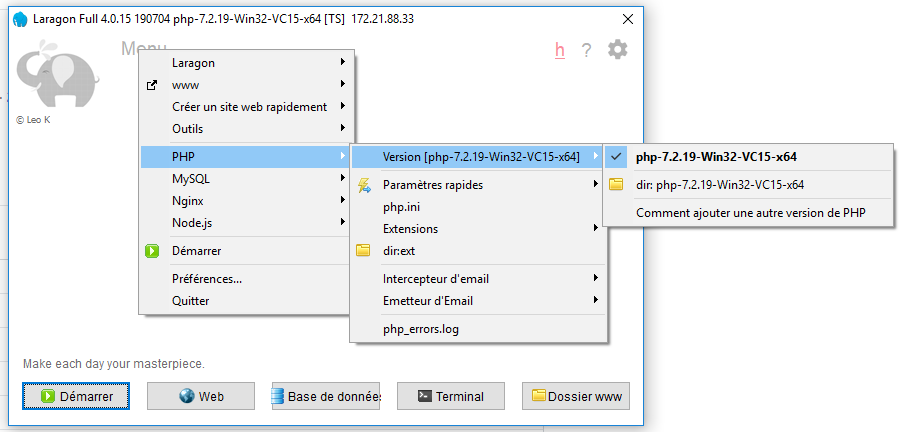 Laragon Full 4.0.15 190704 php-7.2.19-Win32-VC15-x64 [TS] 172.21.88.33
Menu
h ?
© Leo K
Laragon
www
Créer un site web rapidement
Outils
PHP
MySQL
Nginx
Node.js
Démarrer
Préférences...
Quitter
Version [php-7.2.19-Win32-VC15-x64]
Paramètres rapides
php.ini
Extensions
dir:ext
Intercepteur d'email
Emetteur d'Email
php_errors.log
php-7.2.19-Win32-VC15-x64
dir: php-7.2.19-Win32-VC15-x64
Comment ajouter une autre version de PHP
Make each day your masterpiece.
Démarrer
Web
Base de données
Terminal
Dossier www